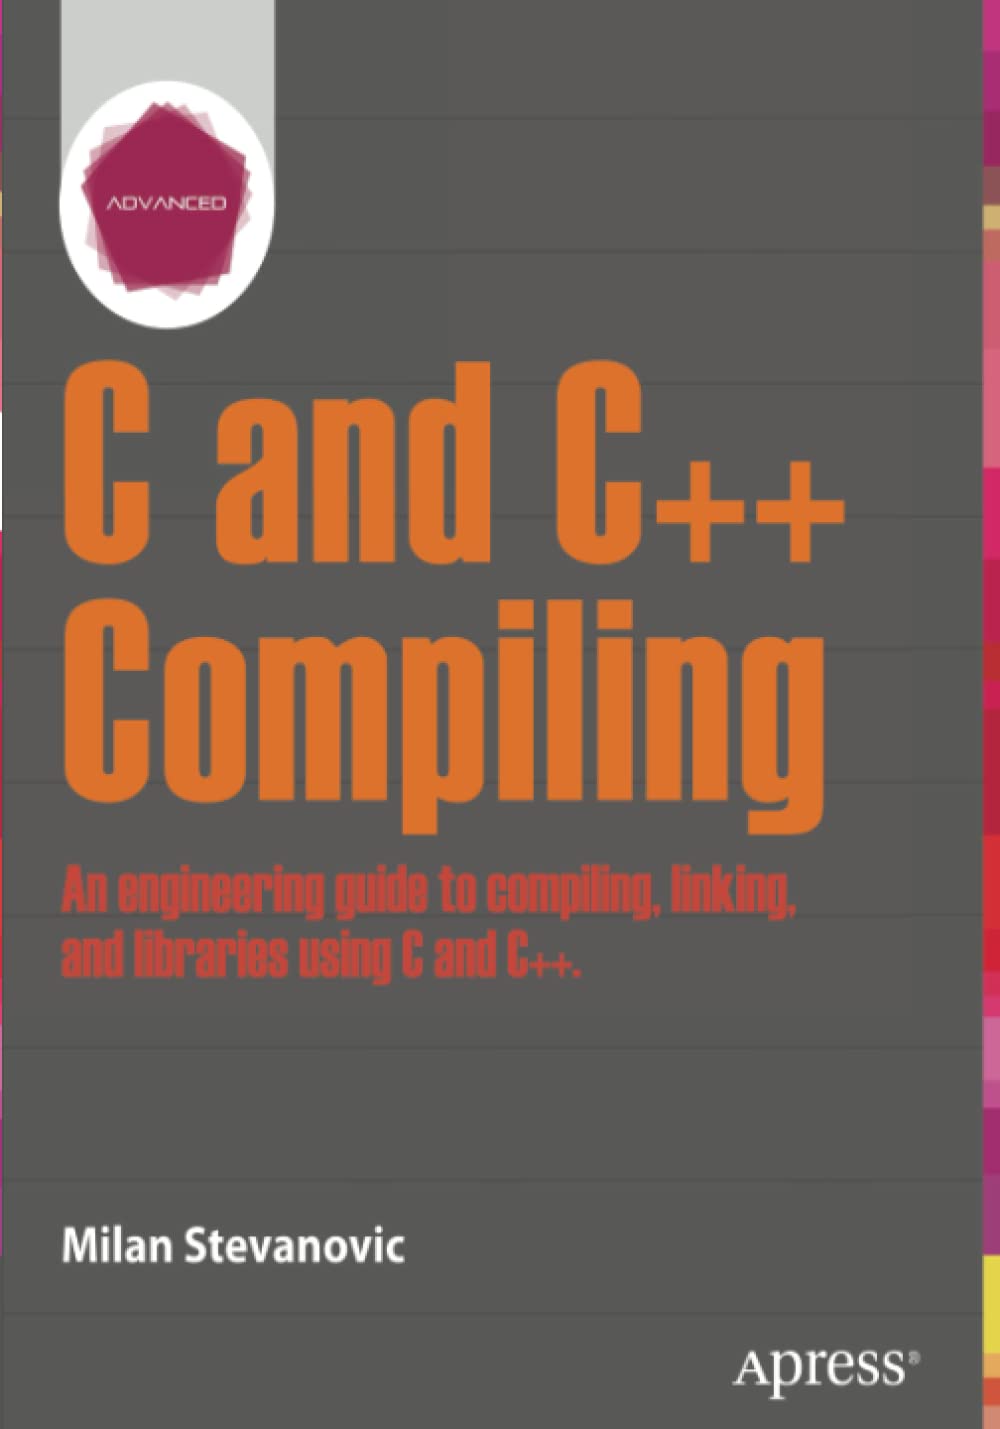 ADVANCED
C and C++
Compiling
An engineering guide to compiling, linking,
and libraries using C and C++.
Milan Stevanovic
Apress®